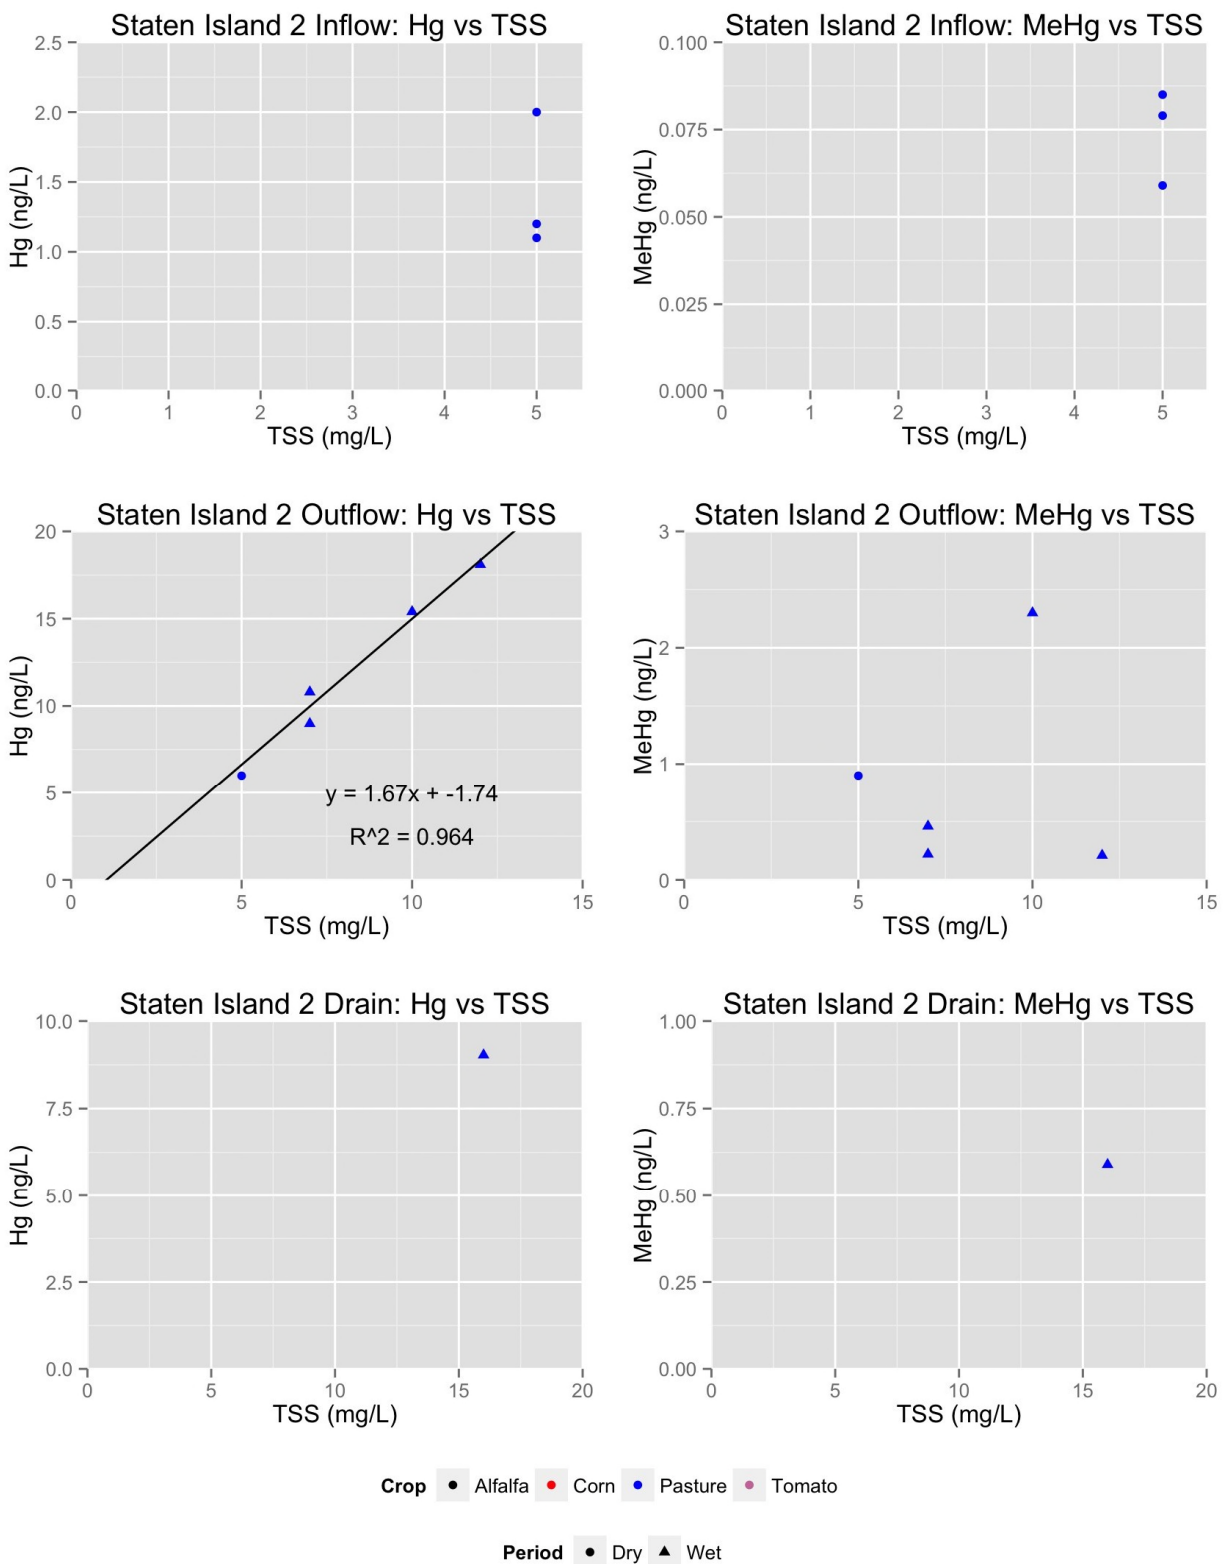 Staten Island 2 Inflow: Hg vs TSS
2.5
2.0
1.5
1.0
0.5
0.0
Hg (ng/L)
0 1 2 3 4 5
TSS (mg/L)
Staten Island 2 Inflow: MeHg vs TSS
0.100
0.075
0.050
0.025
0.000
MeHg (ng/L)
0 1 2 3 4 5
TSS (mg/L)
Staten Island 2 Outflow: Hg vs TSS
20
15
10
5
0
Hg (ng/L)
y = 1.67x + -1.74
R^2 = 0.964
0 5 10 15
TSS (mg/L)
Staten Island 2 Outflow: MeHg vs TSS
3
2
1
0
MeHg (ng/L)
0 5 10 15
TSS (mg/L)
Staten Island 2 Drain: Hg vs TSS
10.0
7.5
5.0
2.5
0.0
Hg (ng/L)
0 5 10 15 20
TSS (mg/L)
Staten Island 2 Drain: MeHg vs TSS
1.00
0.75
0.50
0.25
0.00
MeHg (ng/L)
0 5 10 15 20
TSS (mg/L)
Crop Alfalfa Corn Pasture Tomato
Period Dry Wet